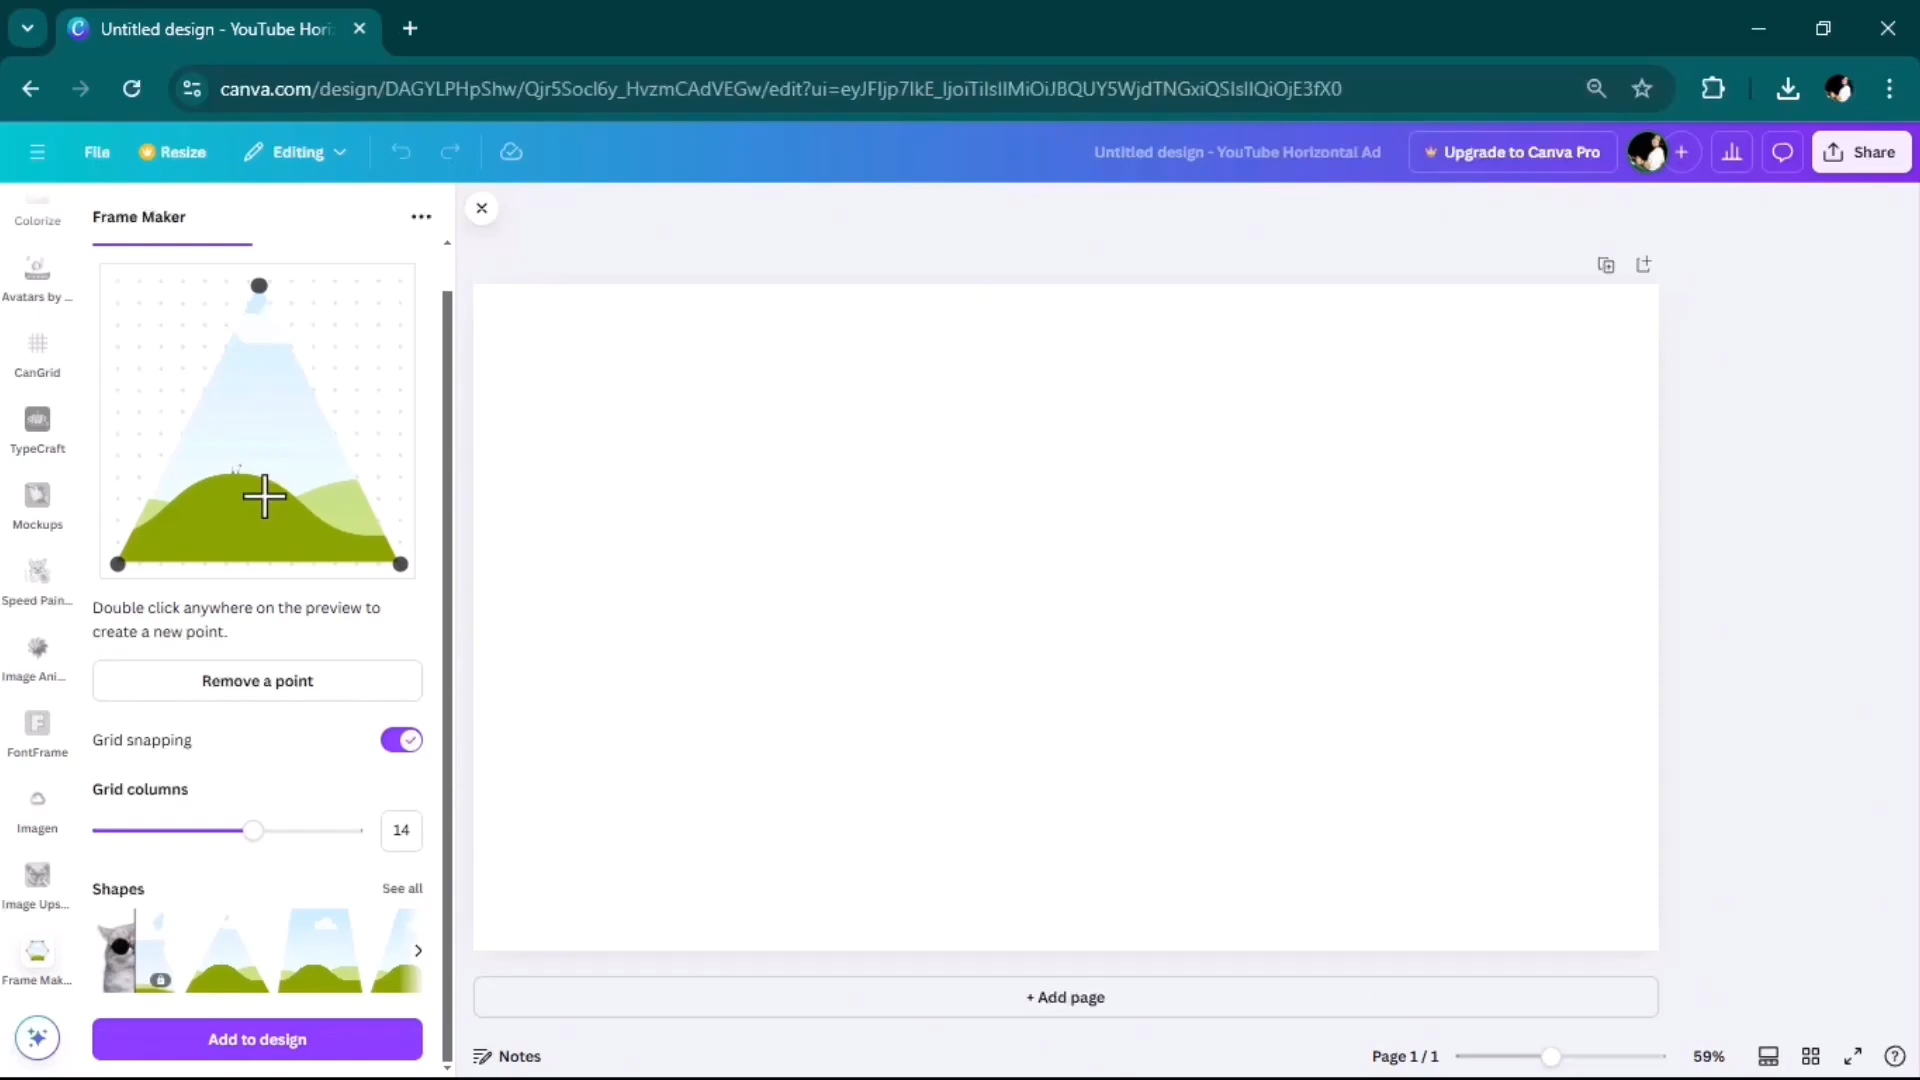 Untitled design - YouTube Hori
canva.com/design/DAGYLPHpShw/Qjr5Socl6y_HvzmCAdVEGw/edit?ui=eyJFIjp7IkE_IjoiTiIsIlMiOiJBQUY5WjdTNGxiQSIsIlQiOjE3fX0
File
Resize
Editing
Untitled design - YouTube Horizontal Ad
Upgrade to Canva Pro
Share
Colorize
Avatars by ...
CanGrid
TypeCraft
Mockups
Speed Pain...
Image Ani...
FontFrame
Imagen
Image Ups...
Frame Mak...
Frame Maker
Double click anywhere on the preview to
create a new point.
Remove a point
Grid snapping
Grid columns
14
Shapes
See all
Add to design
+ Add page
Notes
Page 1 / 1
59%